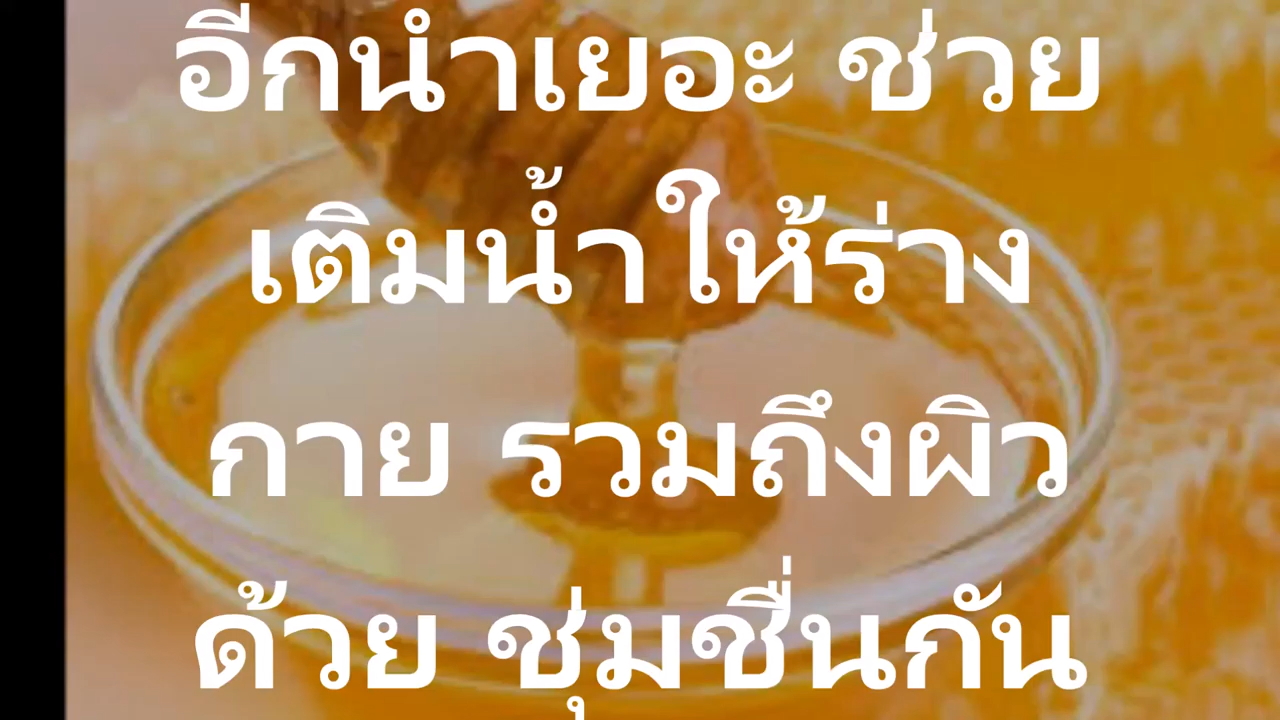 อีกนำเยอะ ช่วย
เติมน้ำให้ร่าง
กาย รวมถึงผิว
ด้วย ชุ่มชื่นกัน